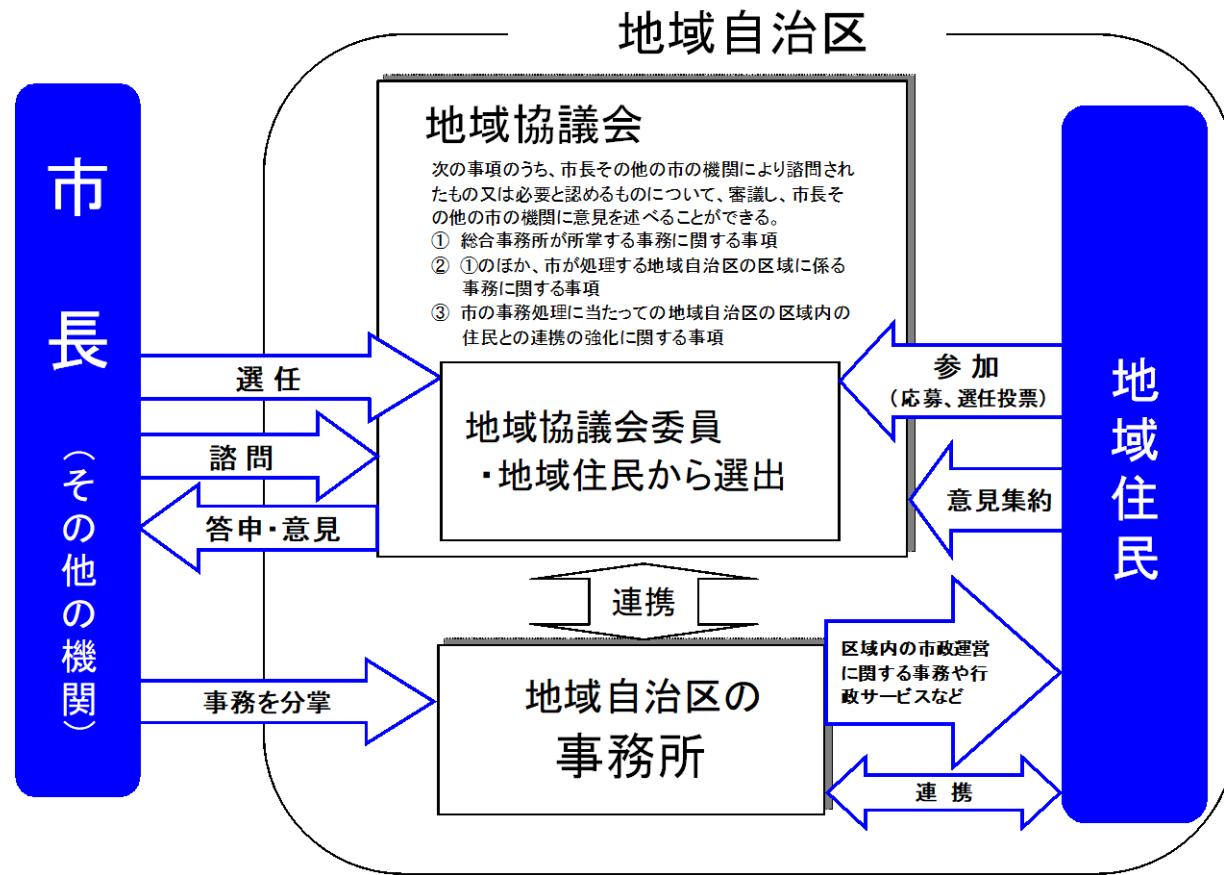 地域自治区
市長
（その他の機関）
地域協議会
次の事項のうち、市長その他の市の機関により諮問され
たもの又は必要と認めるものについて、審議し、市長そ
の他の市の機関に意見を述べることができる。
① 総合事務所が所掌する事務に関する事項
② ①のほか、市が処理する地域自治区の区域に係る
事務に関する事項
③ 市の事務処理に当たっての地域自治区の区域内の
住民との連携の強化に関する事項
選任
諮問
答申・意見
地域協議会委員
・地域住民から選出
参加
（応募、選任投票）
意見集約
地域住民
連携
事務を分掌
地域自治区の
事務所
区域内の市政運営
に関する事務や行
政サービスなど
連携